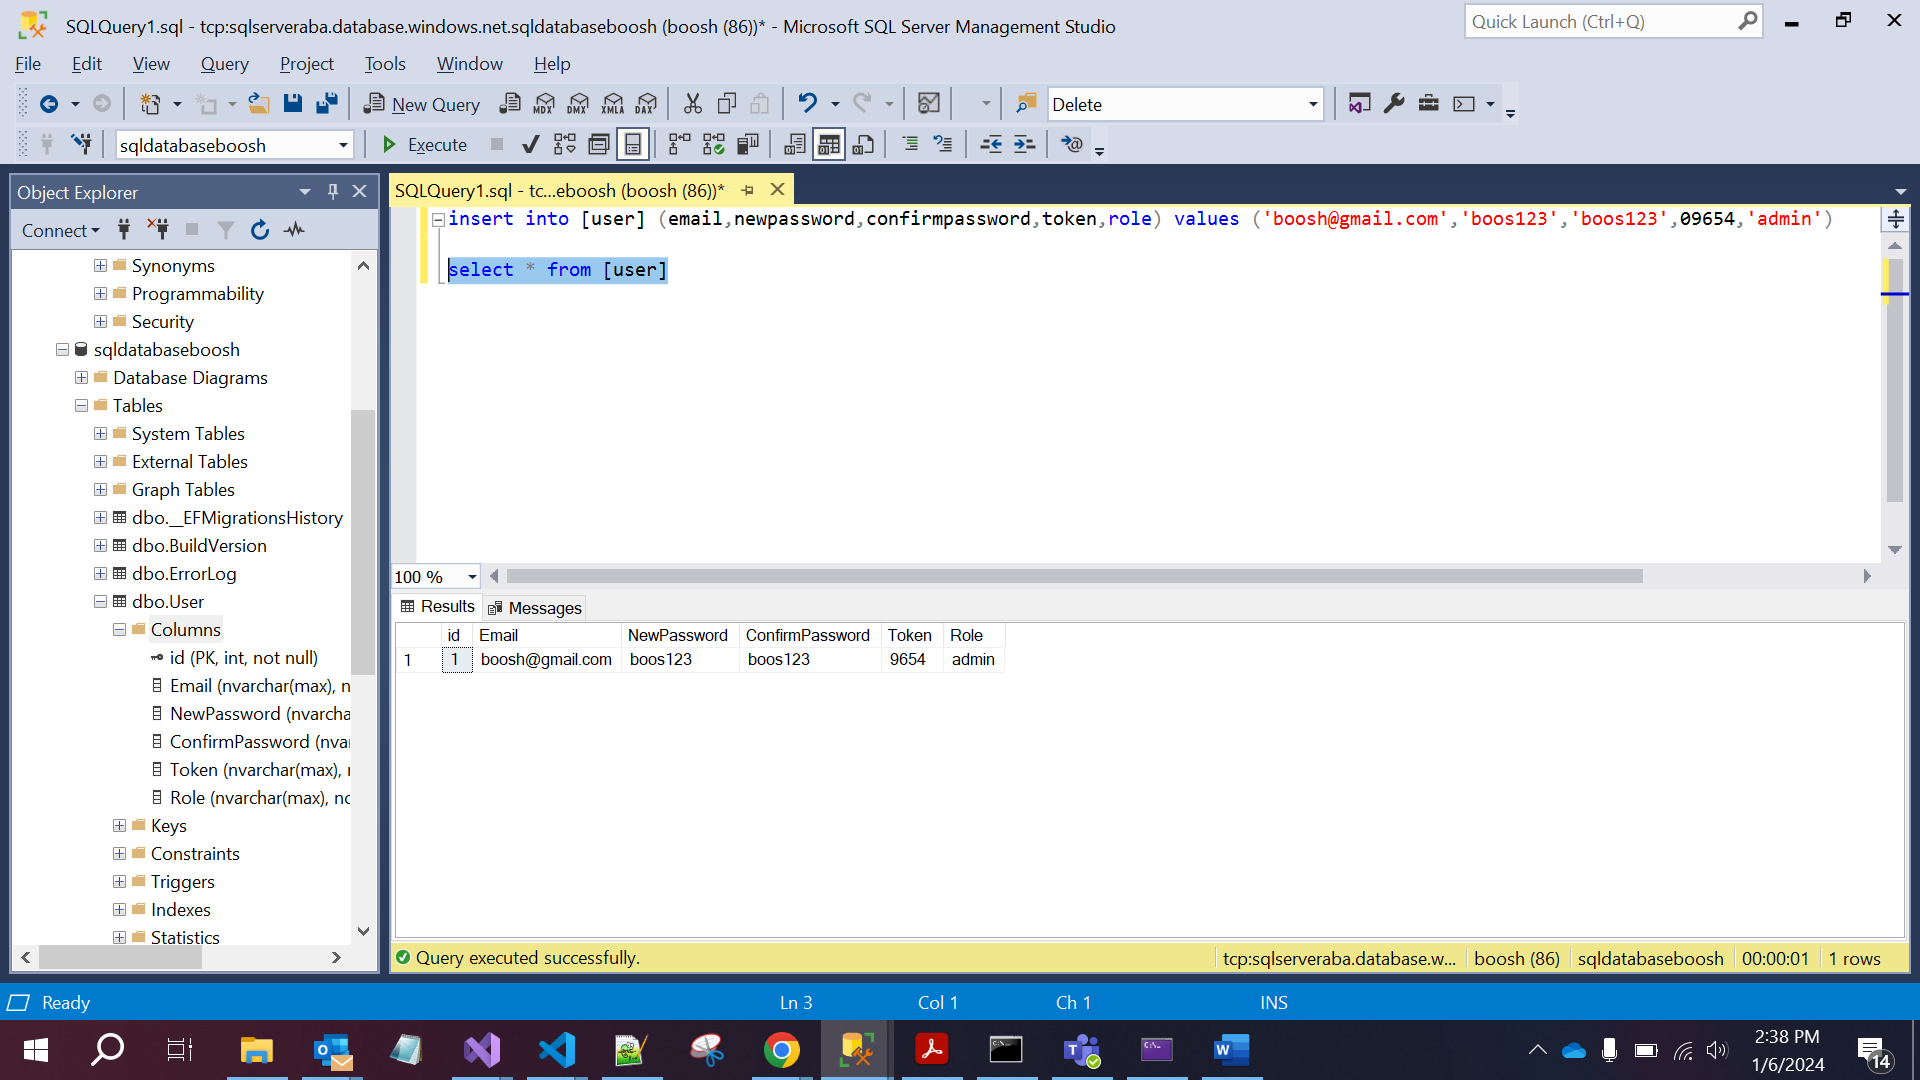 SQLQuery1.sql - tcp:sqlserveraba.database.windows.net.sqldatabaseboosh (boosh (86))* - Microsoft SQL Server Management Studio
Quick Launch (Ctrl+Q)
File Edit View Query Project Tools Window Help
New Query
MDX DMX XMLA DAX
Delete
sqldatabaseboosh
Execute
Object Explorer
Connect
Synonyms
Programmability
Security
sqldatabaseboosh
Database Diagrams
Tables
System Tables
External Tables
Graph Tables
dbo.__EFMigrationsHistory
dbo.BuildVersion
dbo.ErrorLog
dbo.User
Columns
id (PK, int, not null)
Email (nvarchar(max), n
NewPassword (nvarcha
ConfirmPassword (nvar
Token (nvarchar(max), n
Role (nvarchar(max), no
Keys
Constraints
Triggers
Indexes
Statistics
SQLQuery1.sql - tc...eboosh (boosh (86))*
insert into [user] (email,newpassword,confirmpassword,token,role) values ('boosh@gmail.com','boos123','boos123',09654,'admin')
select * from [user]
100 %
Results Messages
id Email NewPassword ConfirmPassword Token Role
1 1 boosh@gmail.com boos123 boos123 9654 admin
Query executed successfully.
tcp:sqlserveraba.database.w... boosh (86) sqldatabaseboosh 00:00:01 1 rows
Ready Ln 3 Col 1 Ch 1 INS
2:38 PM
1/6/2024
14